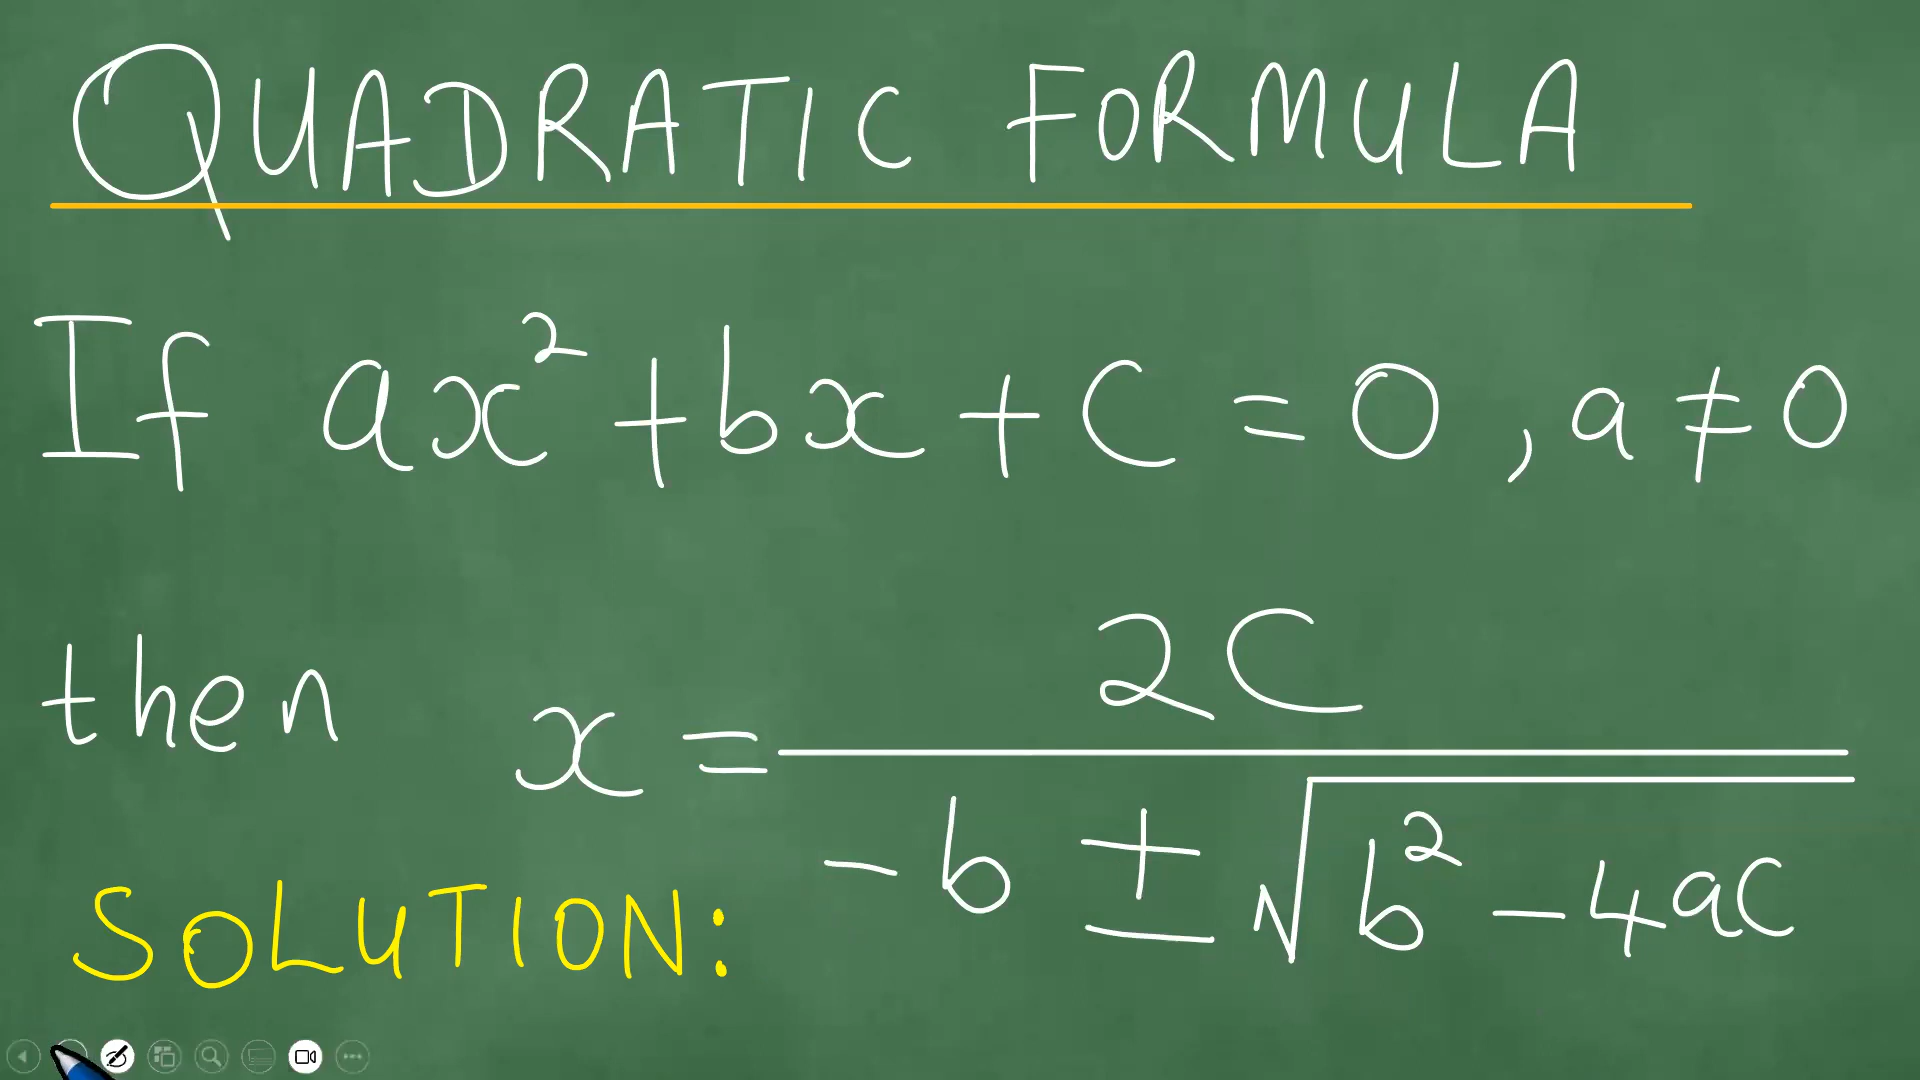 QUADRATIC FORMULA
If ax² + bx + c = 0 , a ≠ 0
then x = 2c / (-b ± √(b² - 4ac))
SOLUTION: